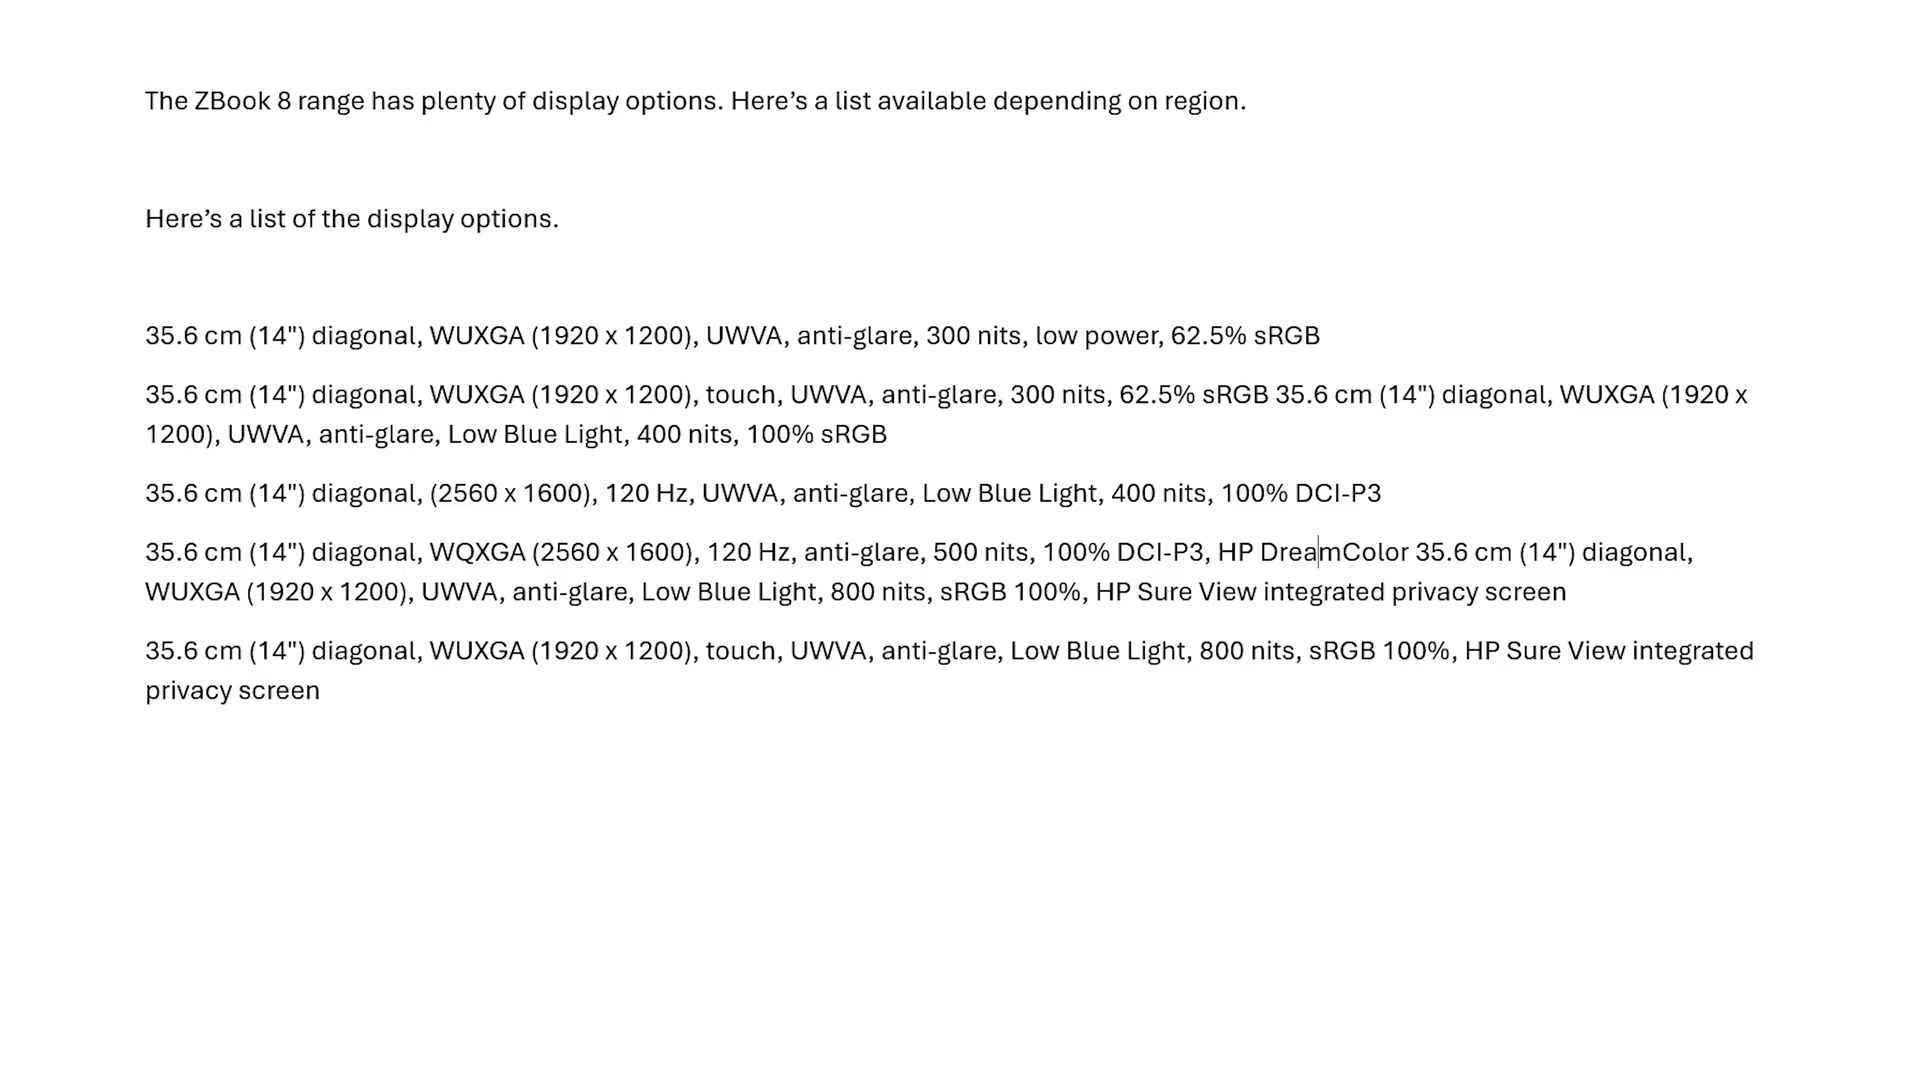 The ZBook 8 range has plenty of display options. Here’s a list available depending on region.
Here’s a list of the display options.
35.6 cm (14") diagonal, WUXGA (1920 x 1200), UWVA, anti-glare, 300 nits, low power, 62.5% sRGB
35.6 cm (14") diagonal, WUXGA (1920 x 1200), touch, UWVA, anti-glare, 300 nits, 62.5% sRGB 35.6 cm (14") diagonal, WUXGA (1920 x
1200), UWVA, anti-glare, Low Blue Light, 400 nits, 100% sRGB
35.6 cm (14") diagonal, (2560 x 1600), 120 Hz, UWVA, anti-glare, Low Blue Light, 400 nits, 100% DCI-P3
35.6 cm (14") diagonal, WQXGA (2560 x 1600), 120 Hz, anti-glare, 500 nits, 100% DCI-P3, HP DreamColor 35.6 cm (14") diagonal,
WUXGA (1920 x 1200), UWVA, anti-glare, Low Blue Light, 800 nits, sRGB 100%, HP Sure View integrated privacy screen
35.6 cm (14") diagonal, WUXGA (1920 x 1200), touch, UWVA, anti-glare, Low Blue Light, 800 nits, sRGB 100%, HP Sure View integrated
privacy screen